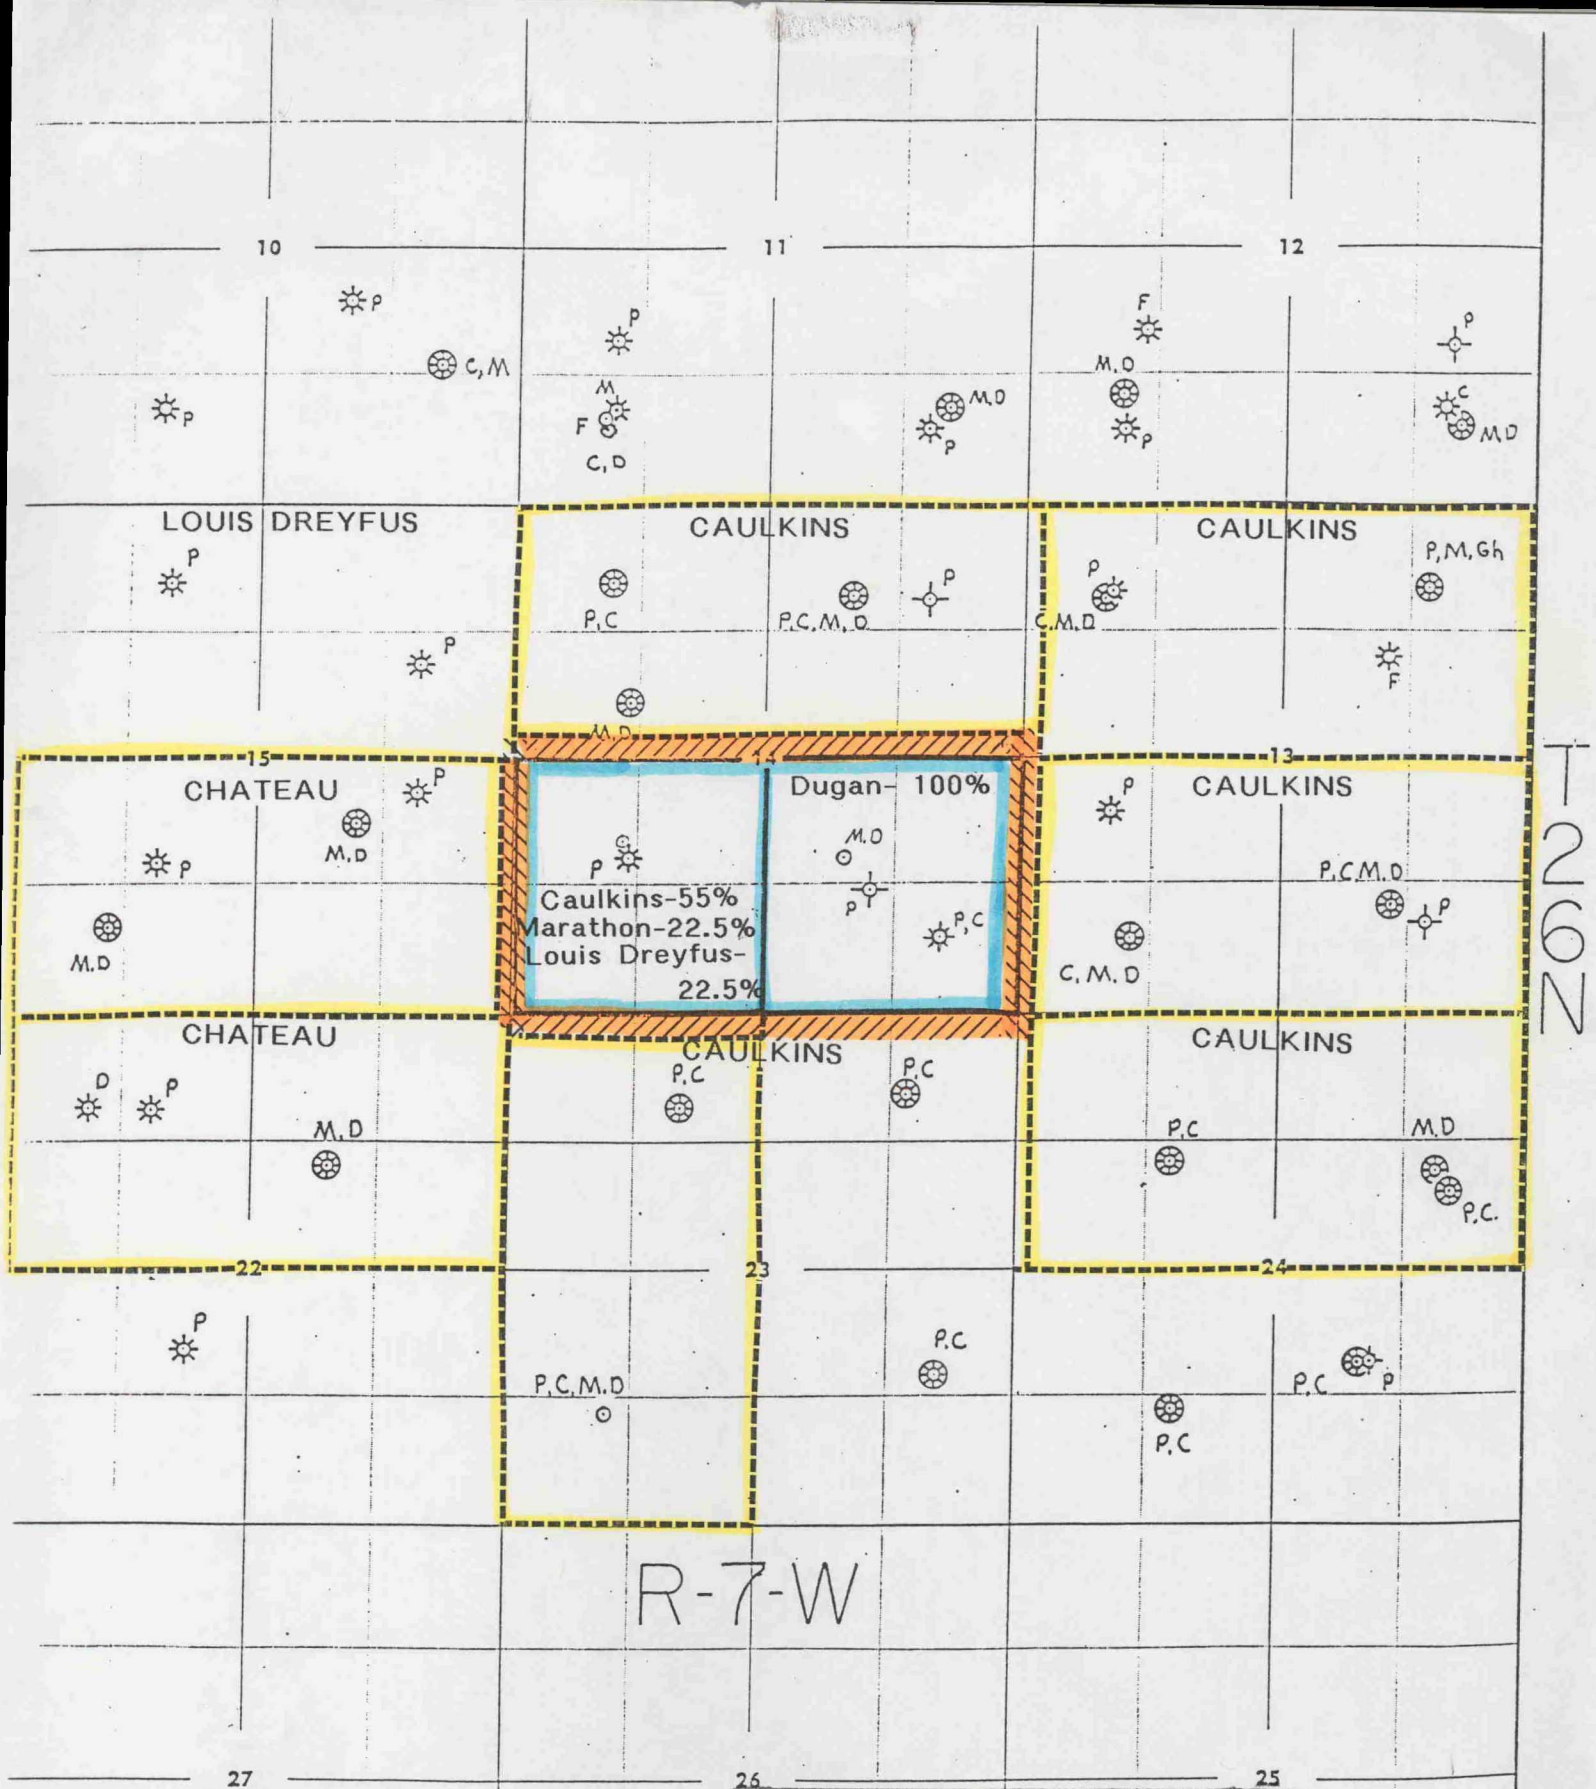 10 11 12
P
P
F
P
C,M
M.D
M
M.D
P
C
F
P
P
M.D
C,D
LOUIS DREYFUS CAULKINS CAULKINS
P
P
P
P,M,Gh
P,C
P.C.M.D
C.M.D
P
F
M.D
15 14 13
CHATEAU
P
Dugan- 100%
P
CAULKINS
M.D
M.D
P
P
P.C.M.D
Caulkins-55%
P
P
Marathon-22.5%
P,C
Louis Dreyfus-
M.D
C.M.D
22.5%
T
26
N
CHATEAU CAULKINS CAULKINS
D
P
P.C
P.C
M.D
P.C
M.D
P.C.
22 23 24
P
P.C
P.C.M.D
P.C
P
P.C
R-7-W
27 26 25